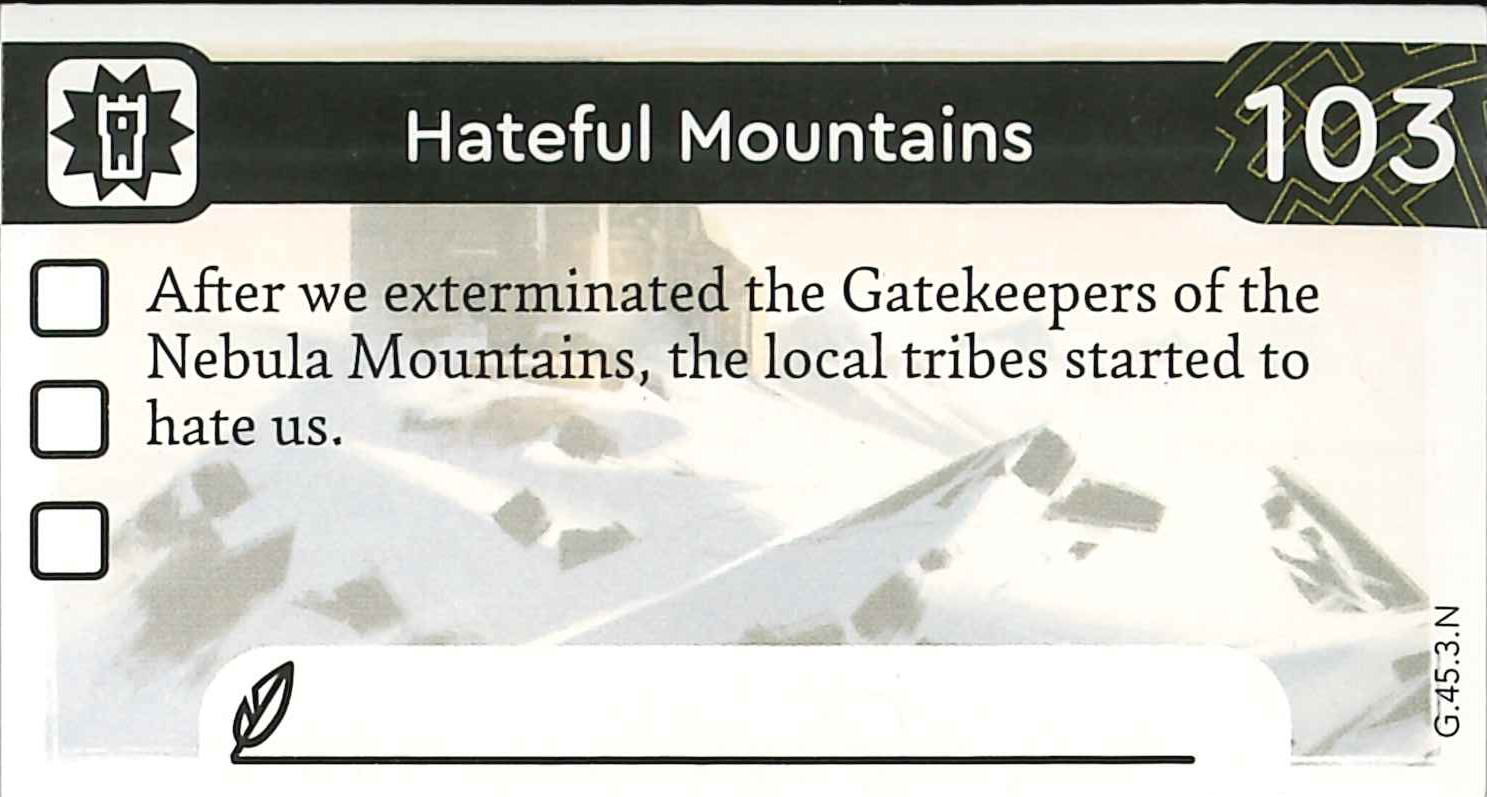 Hateful Mountains
103
After we exterminated the Gatekeepers of the
Nebula Mountains, the local tribes started to
hate us.
G.45.3.N